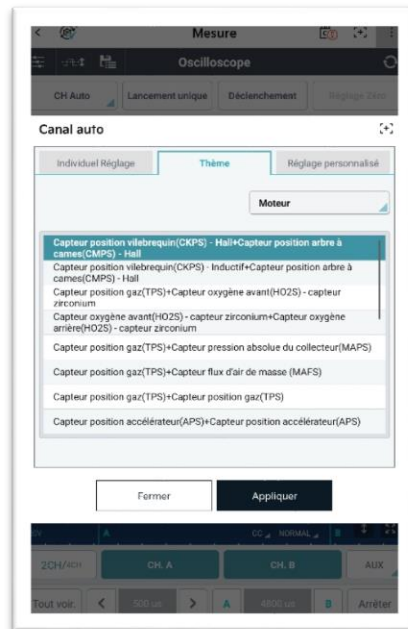 Mesure
Oscilloscope
CH Auto
Lancement unique
Déclenchement
Réglage Zéro
Canal auto
Individuel Réglage
Thème
Réglage personnalisé
Moteur
Capteur position vilebrequin(CKPS) - Hall+Capteur position arbre à
cames(CMPS) - Hall
Capteur position vilebrequin(CKPS) - Inductif+Capteur position arbre à
cames(CMPS) - Hall
Capteur position gaz(TPS)+Capteur oxygène avant(HO2S) - capteur
zirconium
Capteur oxygène avant(HO2S) - capteur zirconium+Capteur oxygène
arrière(HO2S) - capteur zirconium
Capteur position gaz(TPS)+Capteur pression absolue du collecteur(MAPS)
Capteur position gaz(TPS)+Capteur flux d'air de masse (MAFS)
Capteur position gaz(TPS)+Capteur position gaz(TPS)
Capteur position accélérateur(APS)+Capteur position accélérateur(APS)
Fermer
Appliquer
A
CC
NORMAL
B
2CH/4CH
CH. A
CH. B
AUX
Tout voir.
500 us
A
4800 us
B
Arrêter